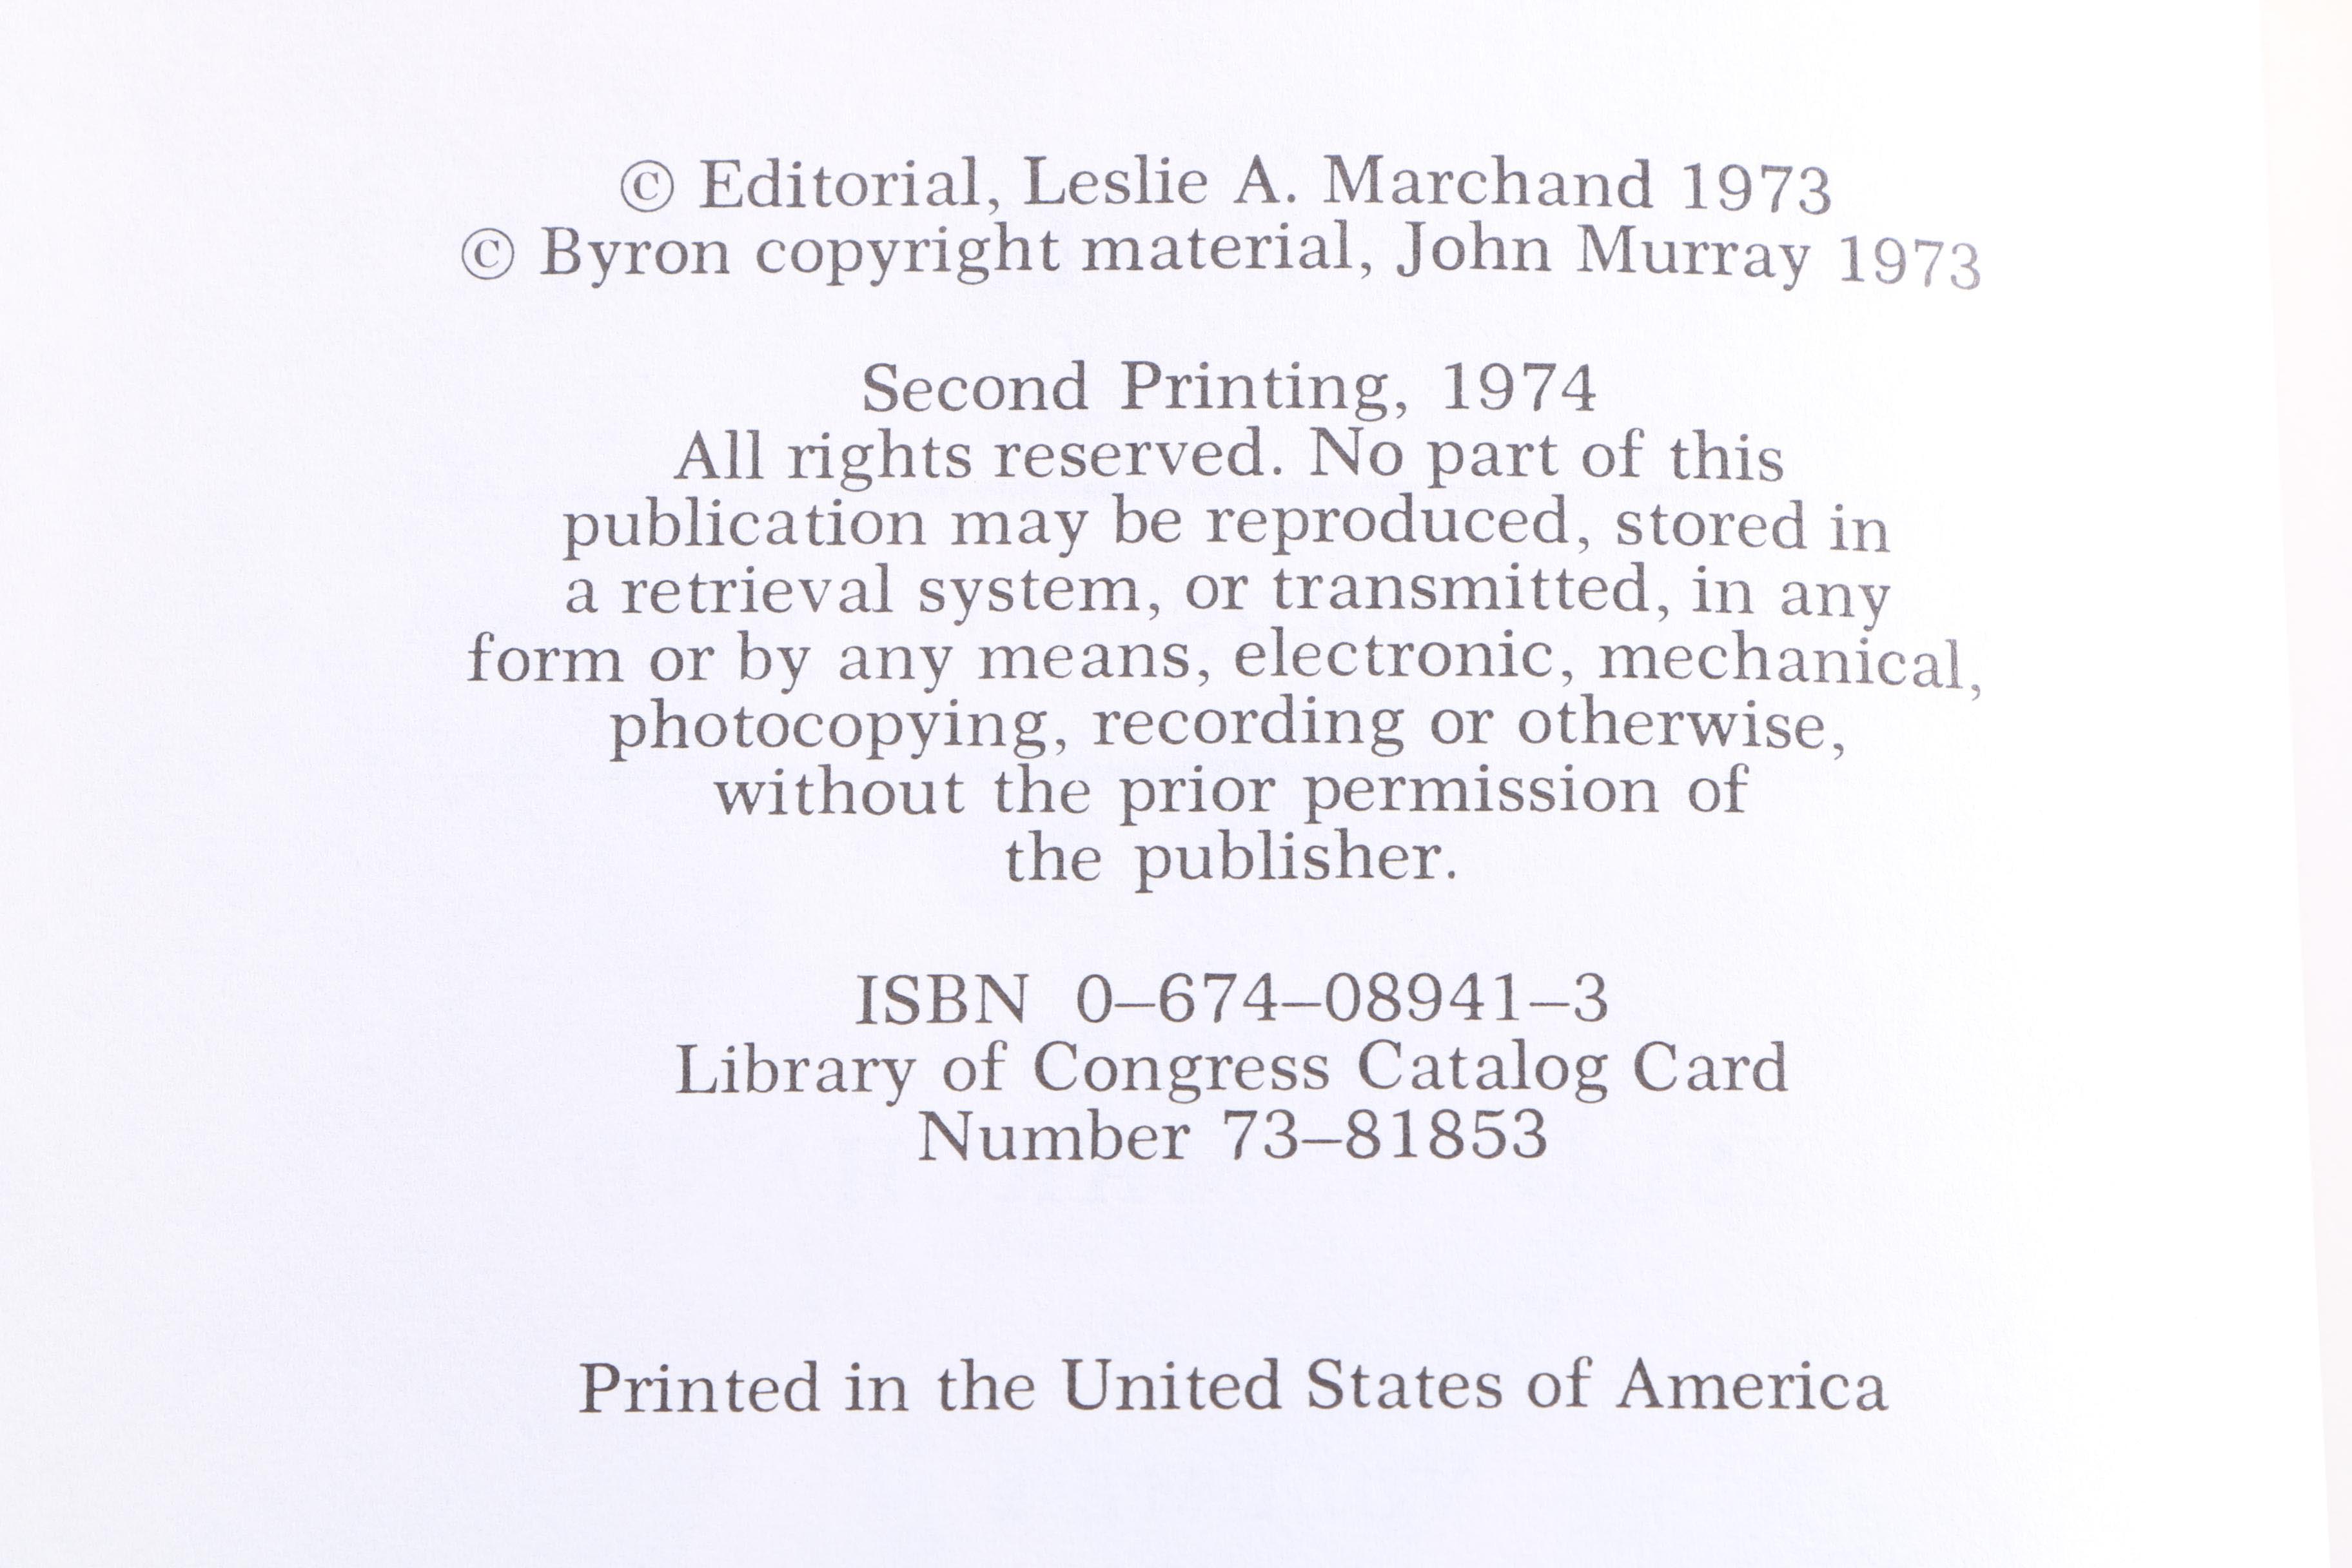 © Editorial, Leslie A. Marchand 1973
© Byron copyright material, John Murray 1973
Second Printing, 1974
All rights reserved. No part of this
publication may be reproduced, stored in
a retrieval system, or transmitted, in any
form or by any means, electronic, mechanical,
photocopying, recording or otherwise,
without the prior permission of
the publisher.
ISBN 0–674–08941–3
Library of Congress Catalog Card
Number 73–81853
Printed in the United States of America